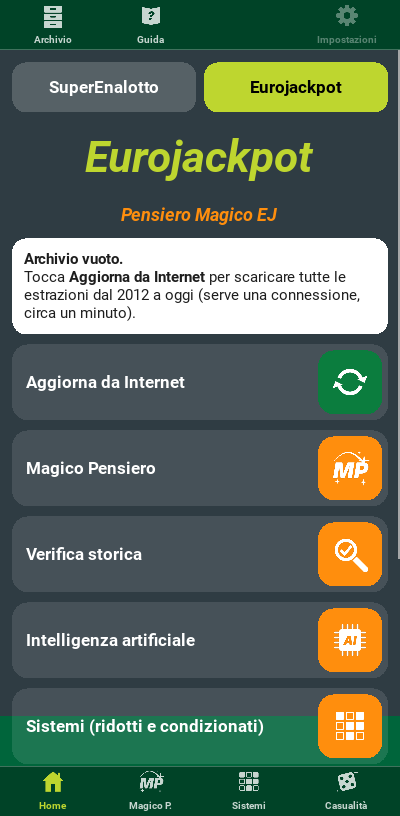 Archivio
Guida
Impostazioni
SuperEnalotto
Eurojackpot
Eurojackpot
Pensiero Magico EJ
Archivio vuoto.
Tocca Aggiorna da Internet per scaricare tutte le
estrazioni dal 2012 a oggi (serve una connessione,
circa un minuto).
Aggiorna da Internet
Magico Pensiero
MP
Verifica storica
Intelligenza artificiale
AI
Sistemi (ridotti e condizionati)
Home
MP
Magico P.
Sistemi
Casualità